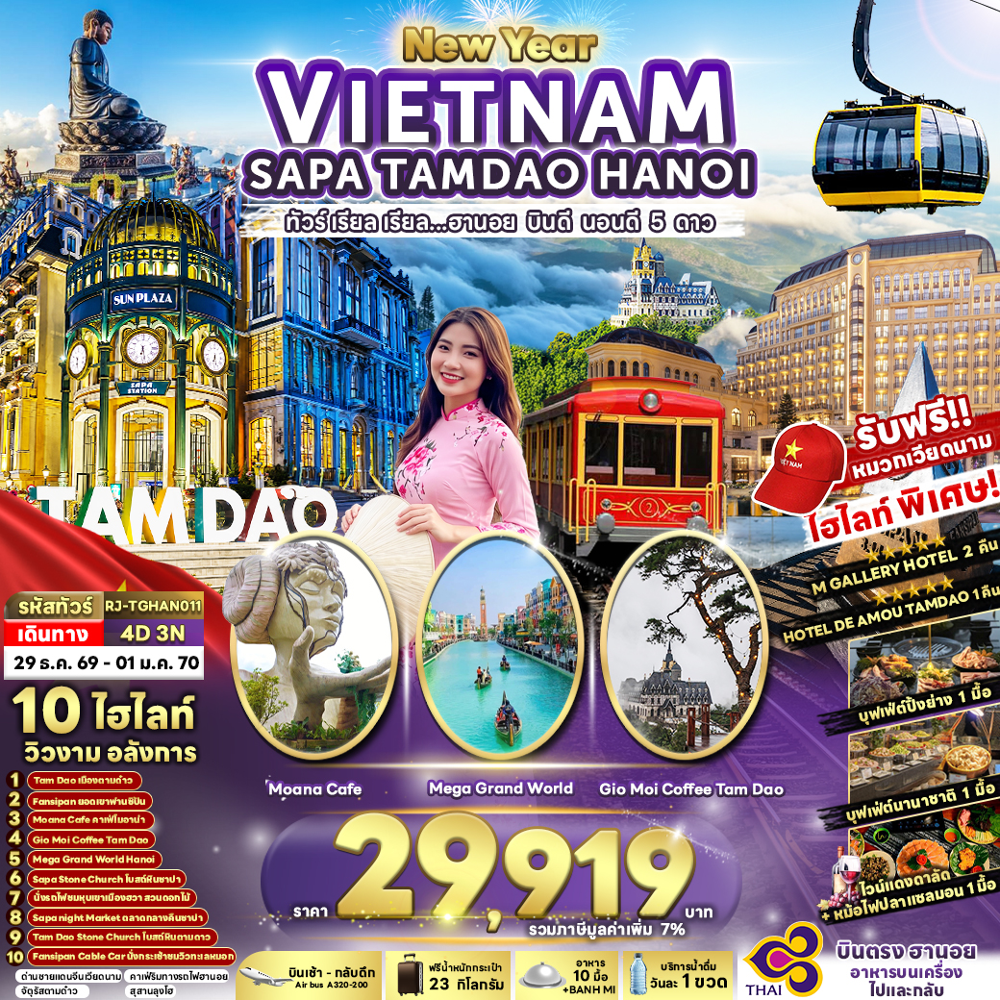 New Year
VIETNAM
SAPA TAMDAO HANOI
ทัวร์ เรียล เรียล...ฮานอย บินดี นอนดี 5 ดาว
SUN PLAZA
SAPA
STATION
2
TAM DAO
VIET NAM
รับฟรี!!
หมวกเวียดนาม
ไฮไลท์ พิเศษ!
M GALLERY HOTEL 2 คืน
HOTEL DE AMOU TAMDAO 1 คืน
บุฟเฟ่ต์ปิ้งย่าง 1 มื้อ
บุฟเฟ่ต์นานาชาติ 1 มื้อ
ไวน์แดงดาลัด
+ หม้อไฟปลาแซลมอน 1 มื้อ
รหัสทัวร์ RJ-TGHAN011
เดินทาง 4D 3N
29 ธ.ค. 69 - 01 ม.ค. 70
10 ไฮไลท์
วิวงาม อลังการ
1 Tam Dao เมืองตามด๋าว
2 Fansipan ยอดเขาฟานซิปัน
3 Moana Cafe คาเฟ่โมอาน่า
4 Gio Moi Coffee Tam Dao
5 Mega Grand World Hanoi
6 Sapa Stone Church โบสถ์หินซาปา
7 นั่งรถไฟชมหุบเขาเมืองฮวา สวนดอกไม้
8 Sapa night Market ตลาดกลางคืนซาปา
9 Tam Dao Stone Church โบสถ์หินตามดาว
10 Fansipan Cable Car นั่งกระเช้าชมวิวทะเลหมอก
ด่านชายแดนจีนเวียดนาม คาเฟ่ริมทางรถไฟฮานอย
จัตุรัสตามด๋าว สุสานลุงโฮ
Moana Cafe
Mega Grand World
Gio Moi Coffee Tam Dao
ราคา 29,919 บาท
รวมภาษีมูลค่าเพิ่ม 7%
บินเช้า - กลับดึก
Air bus A320-200
ฟรีน้ำหนักกระเป๋า
23 กิโลกรัม
อาหาร
10 มื้อ
+BANH MI
บริการน้ำดื่ม
วันละ 1 ขวด
THAI
บินตรง ฮานอย
อาหารบนเครื่อง
ไปและกลับ